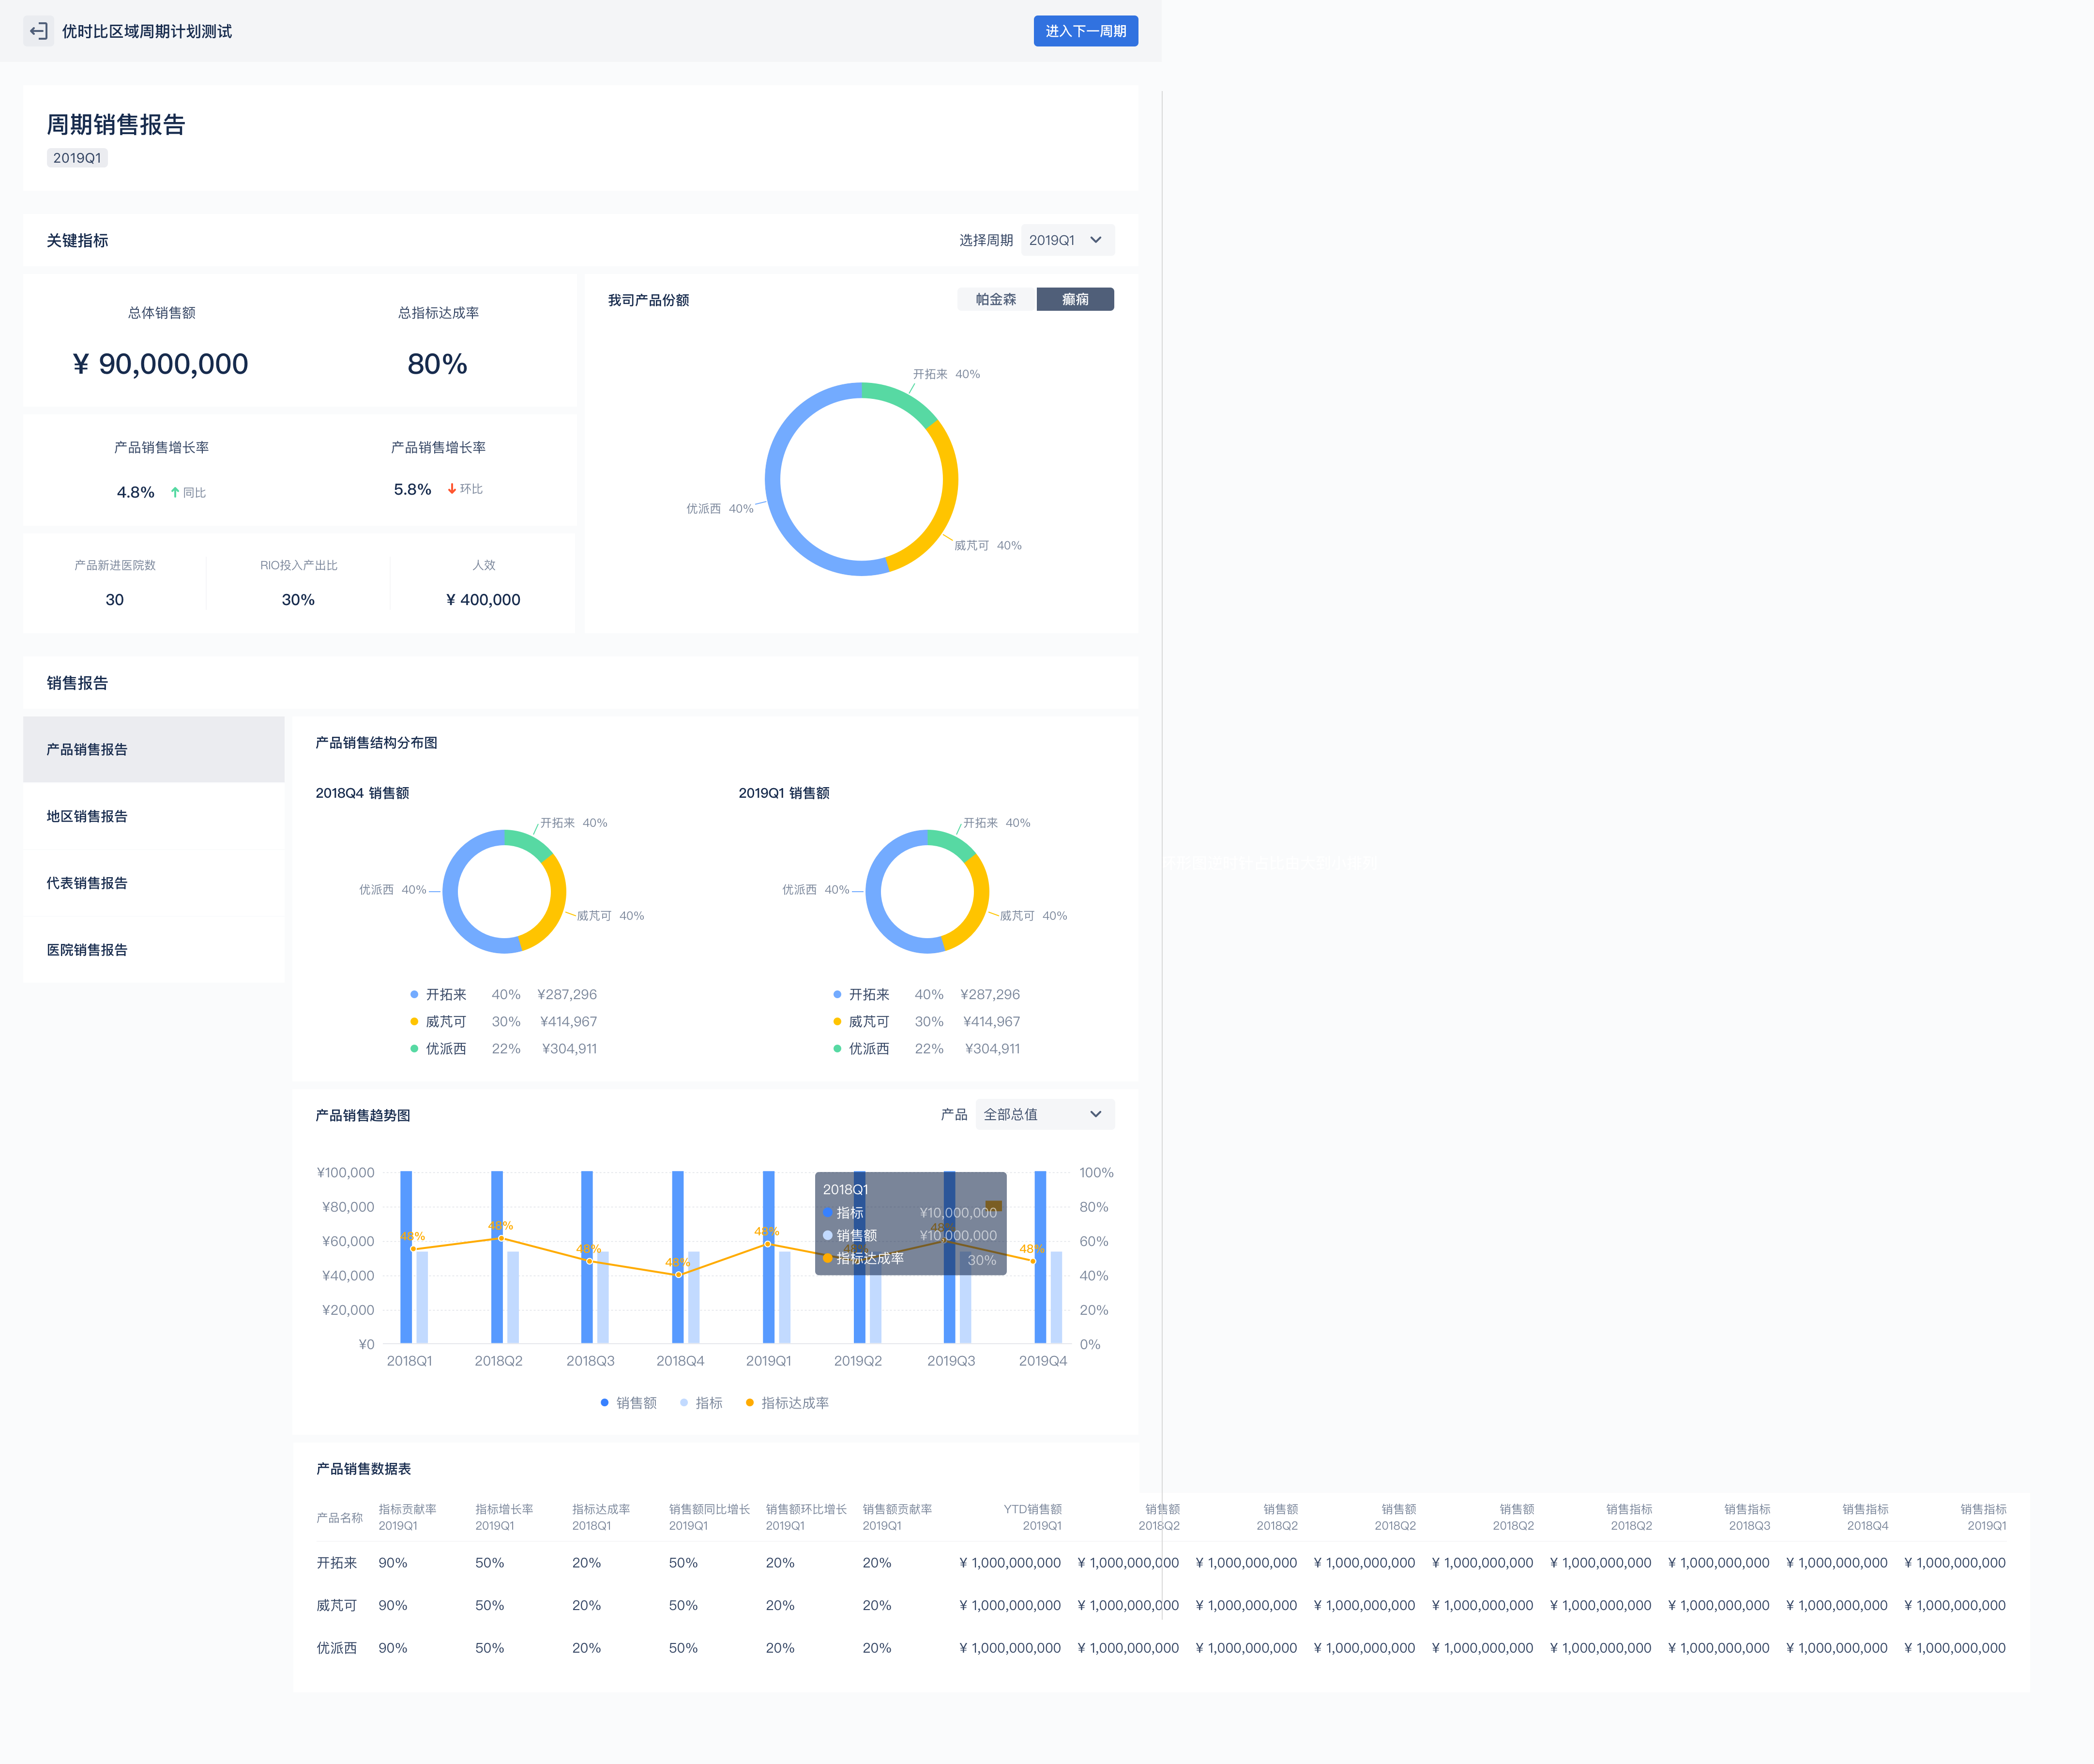 优时比区域周期计划测试
进入下一周期
周期销售报告
2019Q1
关键指标
选择周期 2019Q1
总体销售额 总指标达成率
¥ 90,000,000 80%
产品销售增长率 产品销售增长率
4.8% 同比 5.8% 环比
产品新进医院数 RIO投入产出比 人效
30 30% ¥ 400,000
我司产品份额
帕金森 癫痫
开拓来 40%
优派西 40%
威芃可 40%
销售报告
产品销售报告
地区销售报告
代表销售报告
医院销售报告
产品销售结构分布图
2018Q4 销售额
开拓来 40%
优派西 40%
威芃可 40%
开拓来 40% ¥287,296
威芃可 30% ¥414,967
优派西 22% ¥304,911
2019Q1 销售额
开拓来 40%
优派西 40%
威芃可 40%
开拓来 40% ¥287,296
威芃可 30% ¥414,967
优派西 22% ¥304,911
产品销售趋势图
产品 全部总值
¥100,000 100%
¥80,000 80%
¥60,000 60%
¥40,000 40%
¥20,000 20%
¥0 0%
48% 48% 48% 48% 48% 48% 48% 48%
2018Q1
指标 ¥10,000,000
销售额 ¥10,000,000
指标达成率 30%
2018Q1 2018Q2 2018Q3 2018Q4 2019Q1 2019Q2 2019Q3 2019Q4
销售额 指标 指标达成率
产品销售数据表
产品名称 指标贡献率 指标增长率 指标达成率 销售额同比增长 销售额环比增长 销售额贡献率 YTD销售额 销售额 销售额 销售额 销售额 销售指标 销售指标 销售指标 销售指标
2019Q1 2019Q1 2018Q1 2019Q1 2019Q1 2019Q1 2019Q1 2018Q2 2018Q2 2018Q2 2018Q2 2018Q2 2018Q3 2018Q4 2019Q1
开拓来 90% 50% 20% 50% 20% 20% ¥ 1,000,000,000 ¥ 1,000,000,000 ¥ 1,000,000,000 ¥ 1,000,000,000 ¥ 1,000,000,000 ¥ 1,000,000,000 ¥ 1,000,000,000 ¥ 1,000,000,000 ¥ 1,000,000,000
威芃可 90% 50% 20% 50% 20% 20% ¥ 1,000,000,000 ¥ 1,000,000,000 ¥ 1,000,000,000 ¥ 1,000,000,000 ¥ 1,000,000,000 ¥ 1,000,000,000 ¥ 1,000,000,000 ¥ 1,000,000,000 ¥ 1,000,000,000
优派西 90% 50% 20% 50% 20% 20% ¥ 1,000,000,000 ¥ 1,000,000,000 ¥ 1,000,000,000 ¥ 1,000,000,000 ¥ 1,000,000,000 ¥ 1,000,000,000 ¥ 1,000,000,000 ¥ 1,000,000,000 ¥ 1,000,000,000